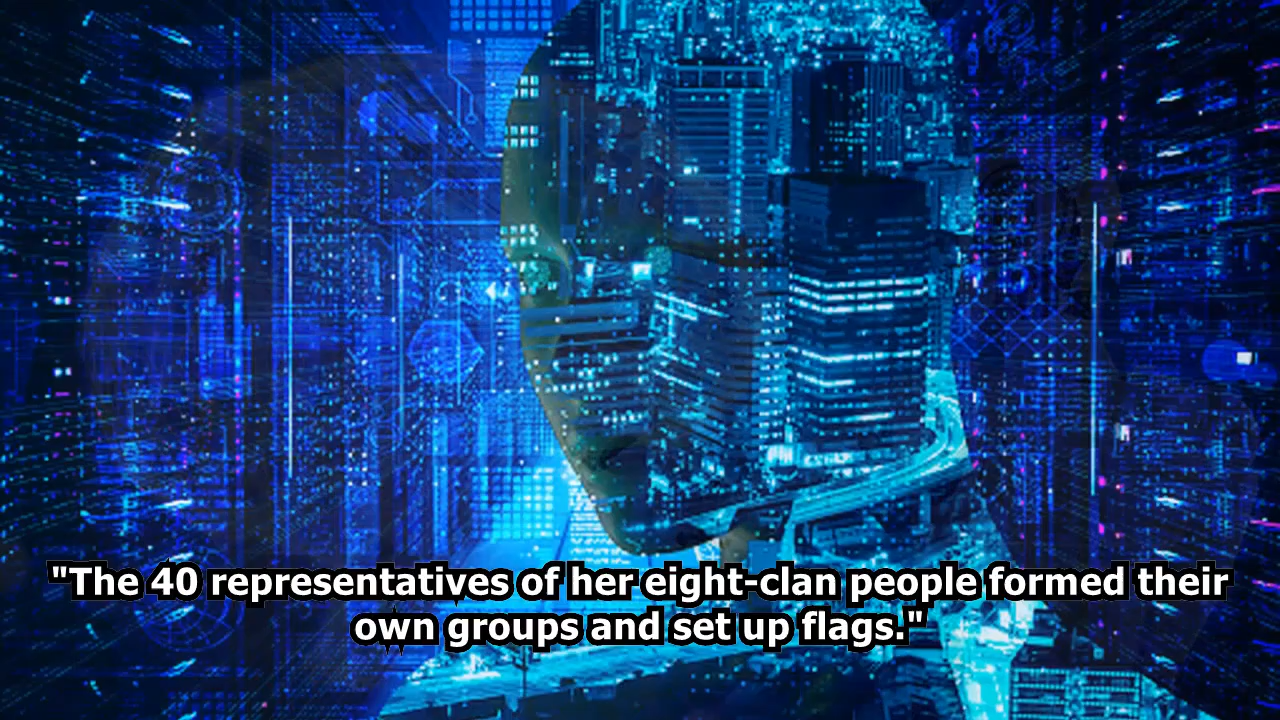 "The 40 representatives of her eight-clan people formed their
own groups and set up flags."